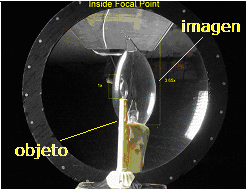 Inside Focal Point
imagen
objeto